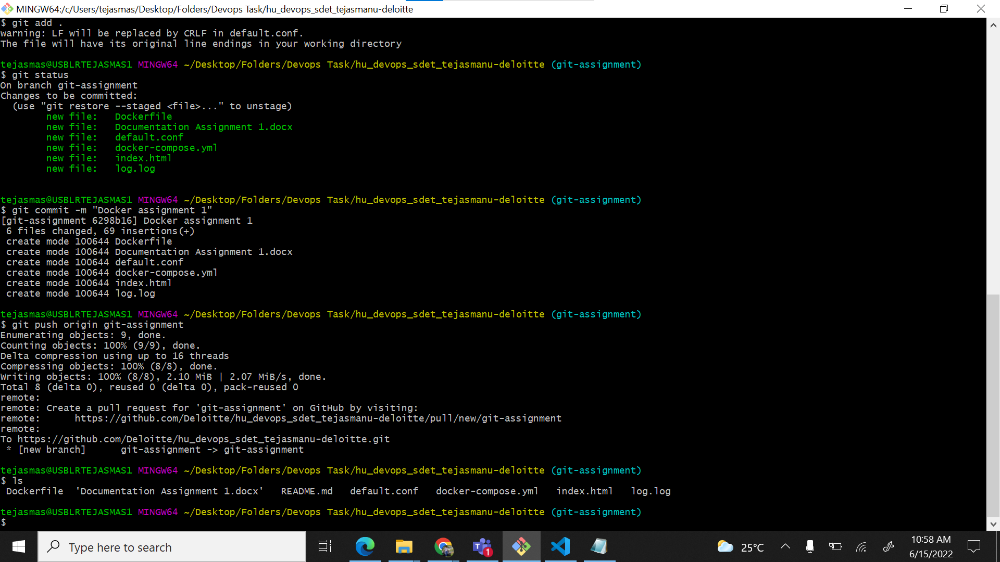 MINGW64:/c/Users/tejasmas/Desktop/Folders/Devops Task/hu_devops_sdet_tejasmanu-deloitte
$ git add .
warning: LF will be replaced by CRLF in default.conf.
The file will have its original line endings in your working directory
tejasmas@USBLRTEJASMAS1 MINGW64 ~/Desktop/Folders/Devops Task/hu_devops_sdet_tejasmanu-deloitte (git-assignment)
$ git status
On branch git-assignment
Changes to be committed:
  (use "git restore --staged <file>..." to unstage)
        new file:   Dockerfile
        new file:   Documentation Assignment 1.docx
        new file:   default.conf
        new file:   docker-compose.yml
        new file:   index.html
        new file:   log.log
tejasmas@USBLRTEJASMAS1 MINGW64 ~/Desktop/Folders/Devops Task/hu_devops_sdet_tejasmanu-deloitte (git-assignment)
$ git commit -m "Docker assignment 1"
[git-assignment 6298b16] Docker assignment 1
 6 files changed, 69 insertions(+)
 create mode 100644 Dockerfile
 create mode 100644 Documentation Assignment 1.docx
 create mode 100644 default.conf
 create mode 100644 docker-compose.yml
 create mode 100644 index.html
 create mode 100644 log.log
tejasmas@USBLRTEJASMAS1 MINGW64 ~/Desktop/Folders/Devops Task/hu_devops_sdet_tejasmanu-deloitte (git-assignment)
$ git push origin git-assignment
Enumerating objects: 9, done.
Counting objects: 100% (9/9), done.
Delta compression using up to 16 threads
Compressing objects: 100% (8/8), done.
Writing objects: 100% (8/8), 2.10 MiB | 2.07 MiB/s, done.
Total 8 (delta 0), reused 0 (delta 0), pack-reused 0
remote:
remote: Create a pull request for 'git-assignment' on GitHub by visiting:
remote:      https://github.com/Deloitte/hu_devops_sdet_tejasmanu-deloitte/pull/new/git-assignment
remote:
To https://github.com/Deloitte/hu_devops_sdet_tejasmanu-deloitte.git
 * [new branch]      git-assignment -> git-assignment
tejasmas@USBLRTEJASMAS1 MINGW64 ~/Desktop/Folders/Devops Task/hu_devops_sdet_tejasmanu-deloitte (git-assignment)
$ ls
 Dockerfile  'Documentation Assignment 1.docx'   README.md   default.conf   docker-compose.yml   index.html   log.log
tejasmas@USBLRTEJASMAS1 MINGW64 ~/Desktop/Folders/Devops Task/hu_devops_sdet_tejasmanu-deloitte (git-assignment)
$
Type here to search
T
1
25°C
10:58 AM
6/15/2022